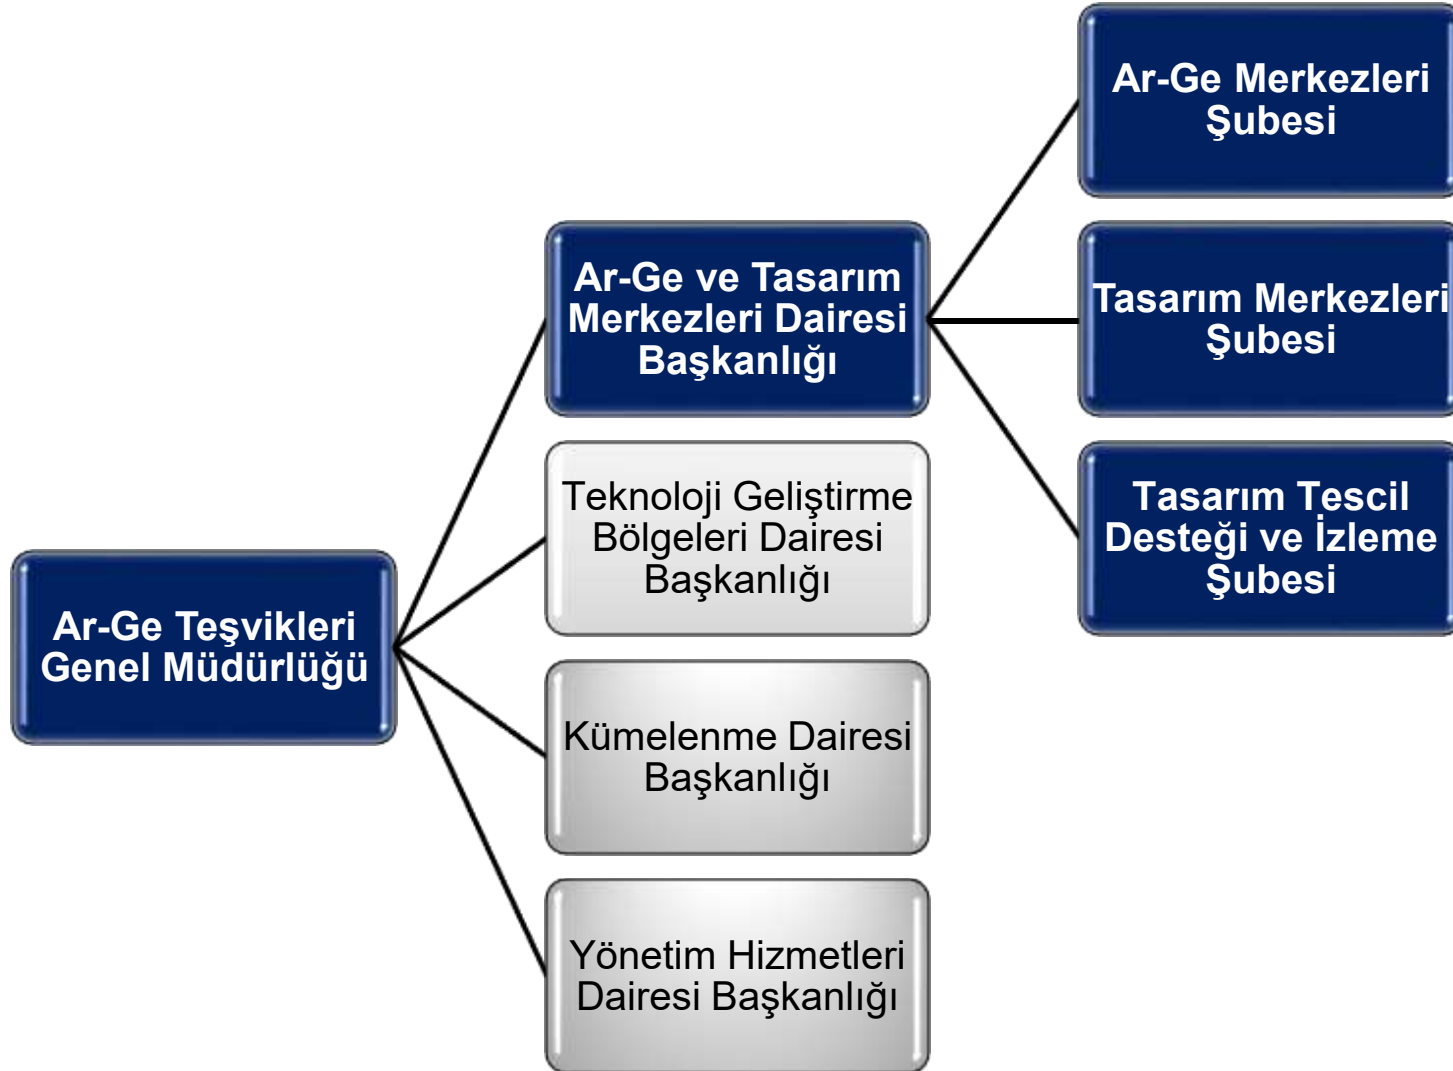 Ar-Ge Teşvikleri
Genel Müdürlüğü
Ar-Ge ve Tasarım
Merkezleri Dairesi
Başkanlığı
Teknoloji Geliştirme
Bölgeleri Dairesi
Başkanlığı
Kümelenme Dairesi
Başkanlığı
Yönetim Hizmetleri
Dairesi Başkanlığı
Ar-Ge Merkezleri
Şubesi
Tasarım Merkezleri
Şubesi
Tasarım Tescil
Desteği ve İzleme
Şubesi